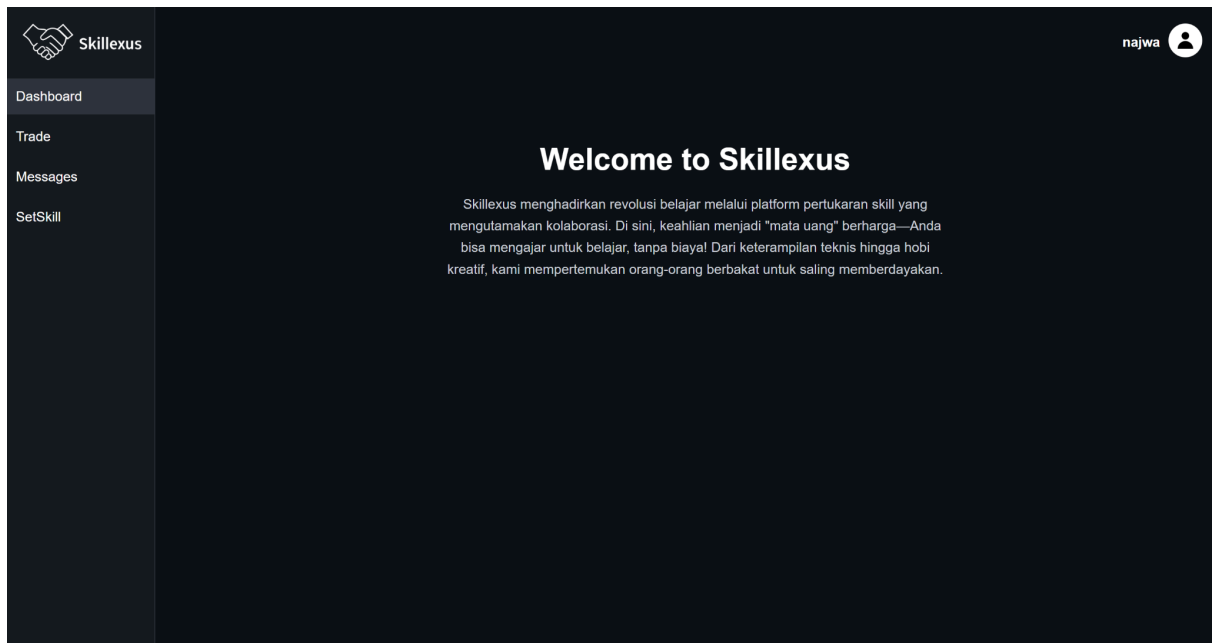 Skillexus
najwa
Dashboard
Trade
Messages
SetSkill
Welcome to Skillexus
Skillexus menghadirkan revolusi belajar melalui platform pertukaran skill yang
mengutamakan kolaborasi. Di sini, keahlian menjadi "mata uang" berharga—Anda
bisa mengajar untuk belajar, tanpa biaya! Dari keterampilan teknis hingga hobi
kreatif, kami mempertemukan orang-orang berbakat untuk saling memberdayakan.